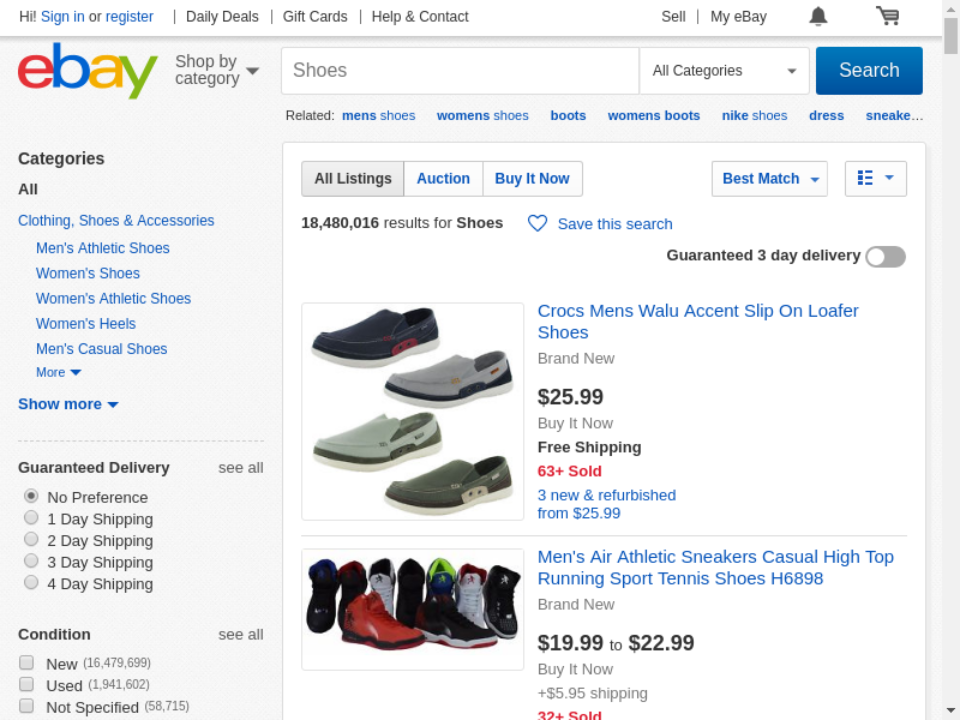 Hi! Sign in or register
Daily Deals
Gift Cards
Help & Contact
Sell
My eBay
ebay
Shop by
category
Shoes
All Categories
Search
Related: mens shoes womens shoes boots womens boots nike shoes dress sneake…
Categories
All
Clothing, Shoes & Accessories
Men's Athletic Shoes
Women's Shoes
Women's Athletic Shoes
Women's Heels
Men's Casual Shoes
More
Show more
Guaranteed Delivery see all
No Preference
1 Day Shipping
2 Day Shipping
3 Day Shipping
4 Day Shipping
Condition see all
New (16,479,699)
Used (1,941,602)
Not Specified (58,715)
All Listings
Auction
Buy It Now
Best Match
18,480,016 results for Shoes
Save this search
Guaranteed 3 day delivery
Crocs Mens Walu Accent Slip On Loafer
Shoes
Brand New
$25.99
Buy It Now
Free Shipping
63+ Sold
3 new & refurbished
from $25.99
Men's Air Athletic Sneakers Casual High Top
Running Sport Tennis Shoes H6898
Brand New
$19.99 to $22.99
Buy It Now
+$5.95 shipping
32+ Sold